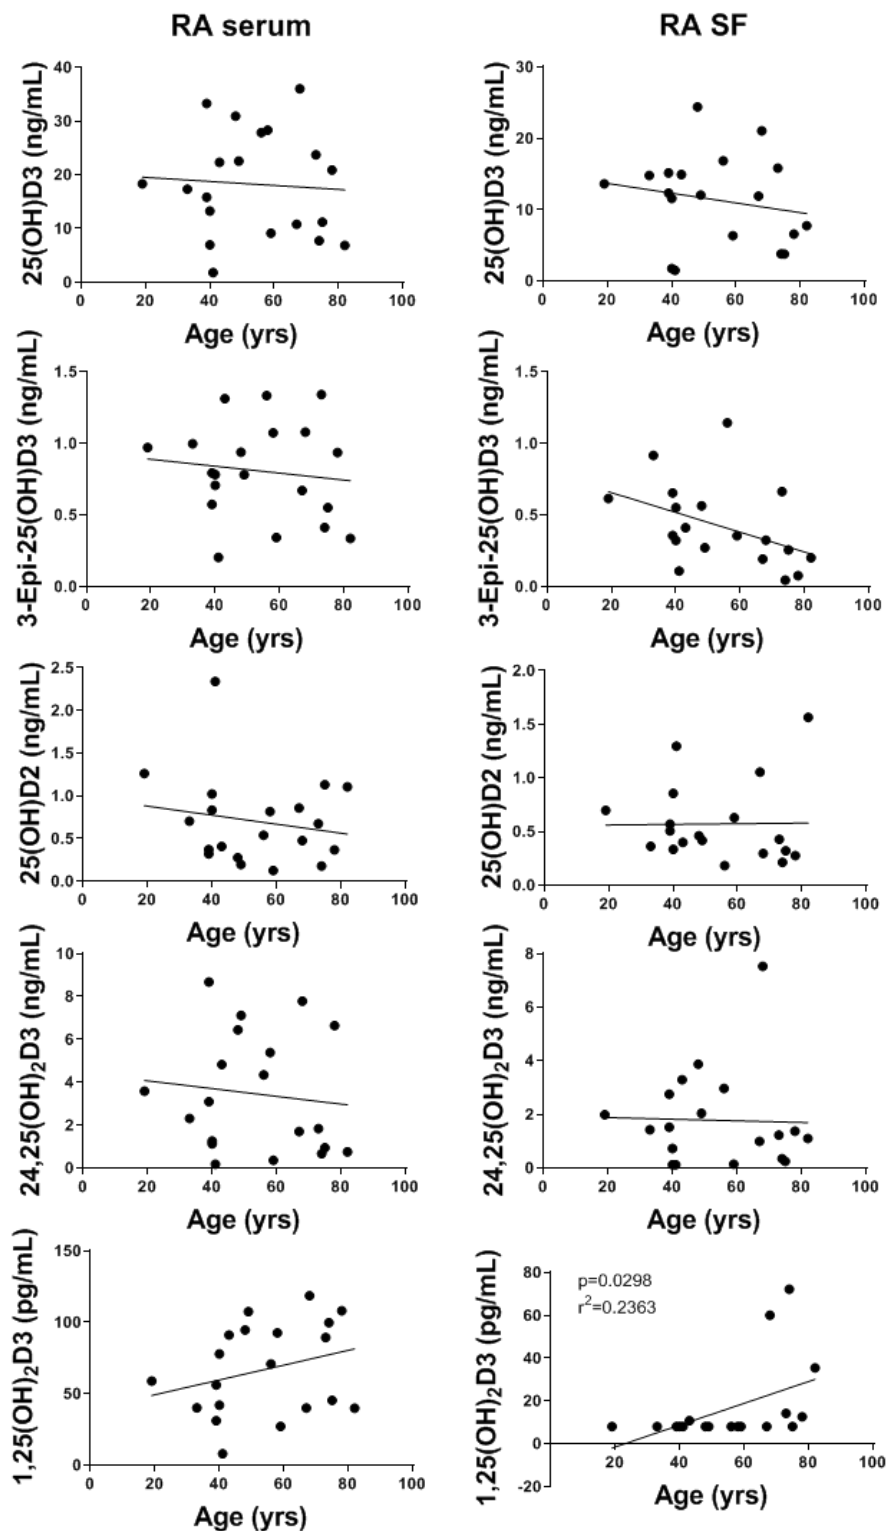 RA serum
RA SF
25(OH)D3 (ng/mL)
40
30
20
10
0
0 20 40 60 80 100
Age (yrs)
25(OH)D3 (ng/mL)
30
20
10
0
0 20 40 60 80 100
Age (yrs)
3-Epi-25(OH)D3 (ng/mL)
1.5
1.0
0.5
0.0
0 20 40 60 80 100
Age (yrs)
3-Epi-25(OH)D3 (ng/mL)
1.5
1.0
0.5
0.0
0 20 40 60 80 100
Age (yrs)
25(OH)D2 (ng/mL)
2.5
2.0
1.5
1.0
0.5
0.0
0 20 40 60 80 100
Age (yrs)
25(OH)D2 (ng/mL)
2.0
1.5
1.0
0.5
0.0
0 20 40 60 80 100
Age (yrs)
24,25(OH)₂D3 (ng/mL)
10
8
6
4
2
0
0 20 40 60 80 100
Age (yrs)
24,25(OH)₂D3 (ng/mL)
8
6
4
2
0
0 20 40 60 80 100
Age (yrs)
1,25(OH)₂D3 (pg/mL)
150
100
50
0
0 20 40 60 80 100
Age (yrs)
1,25(OH)₂D3 (pg/mL)
p=0.0298
r²=0.2363
80
60
40
20
0
-20
20 40 60 80 100
Age (yrs)